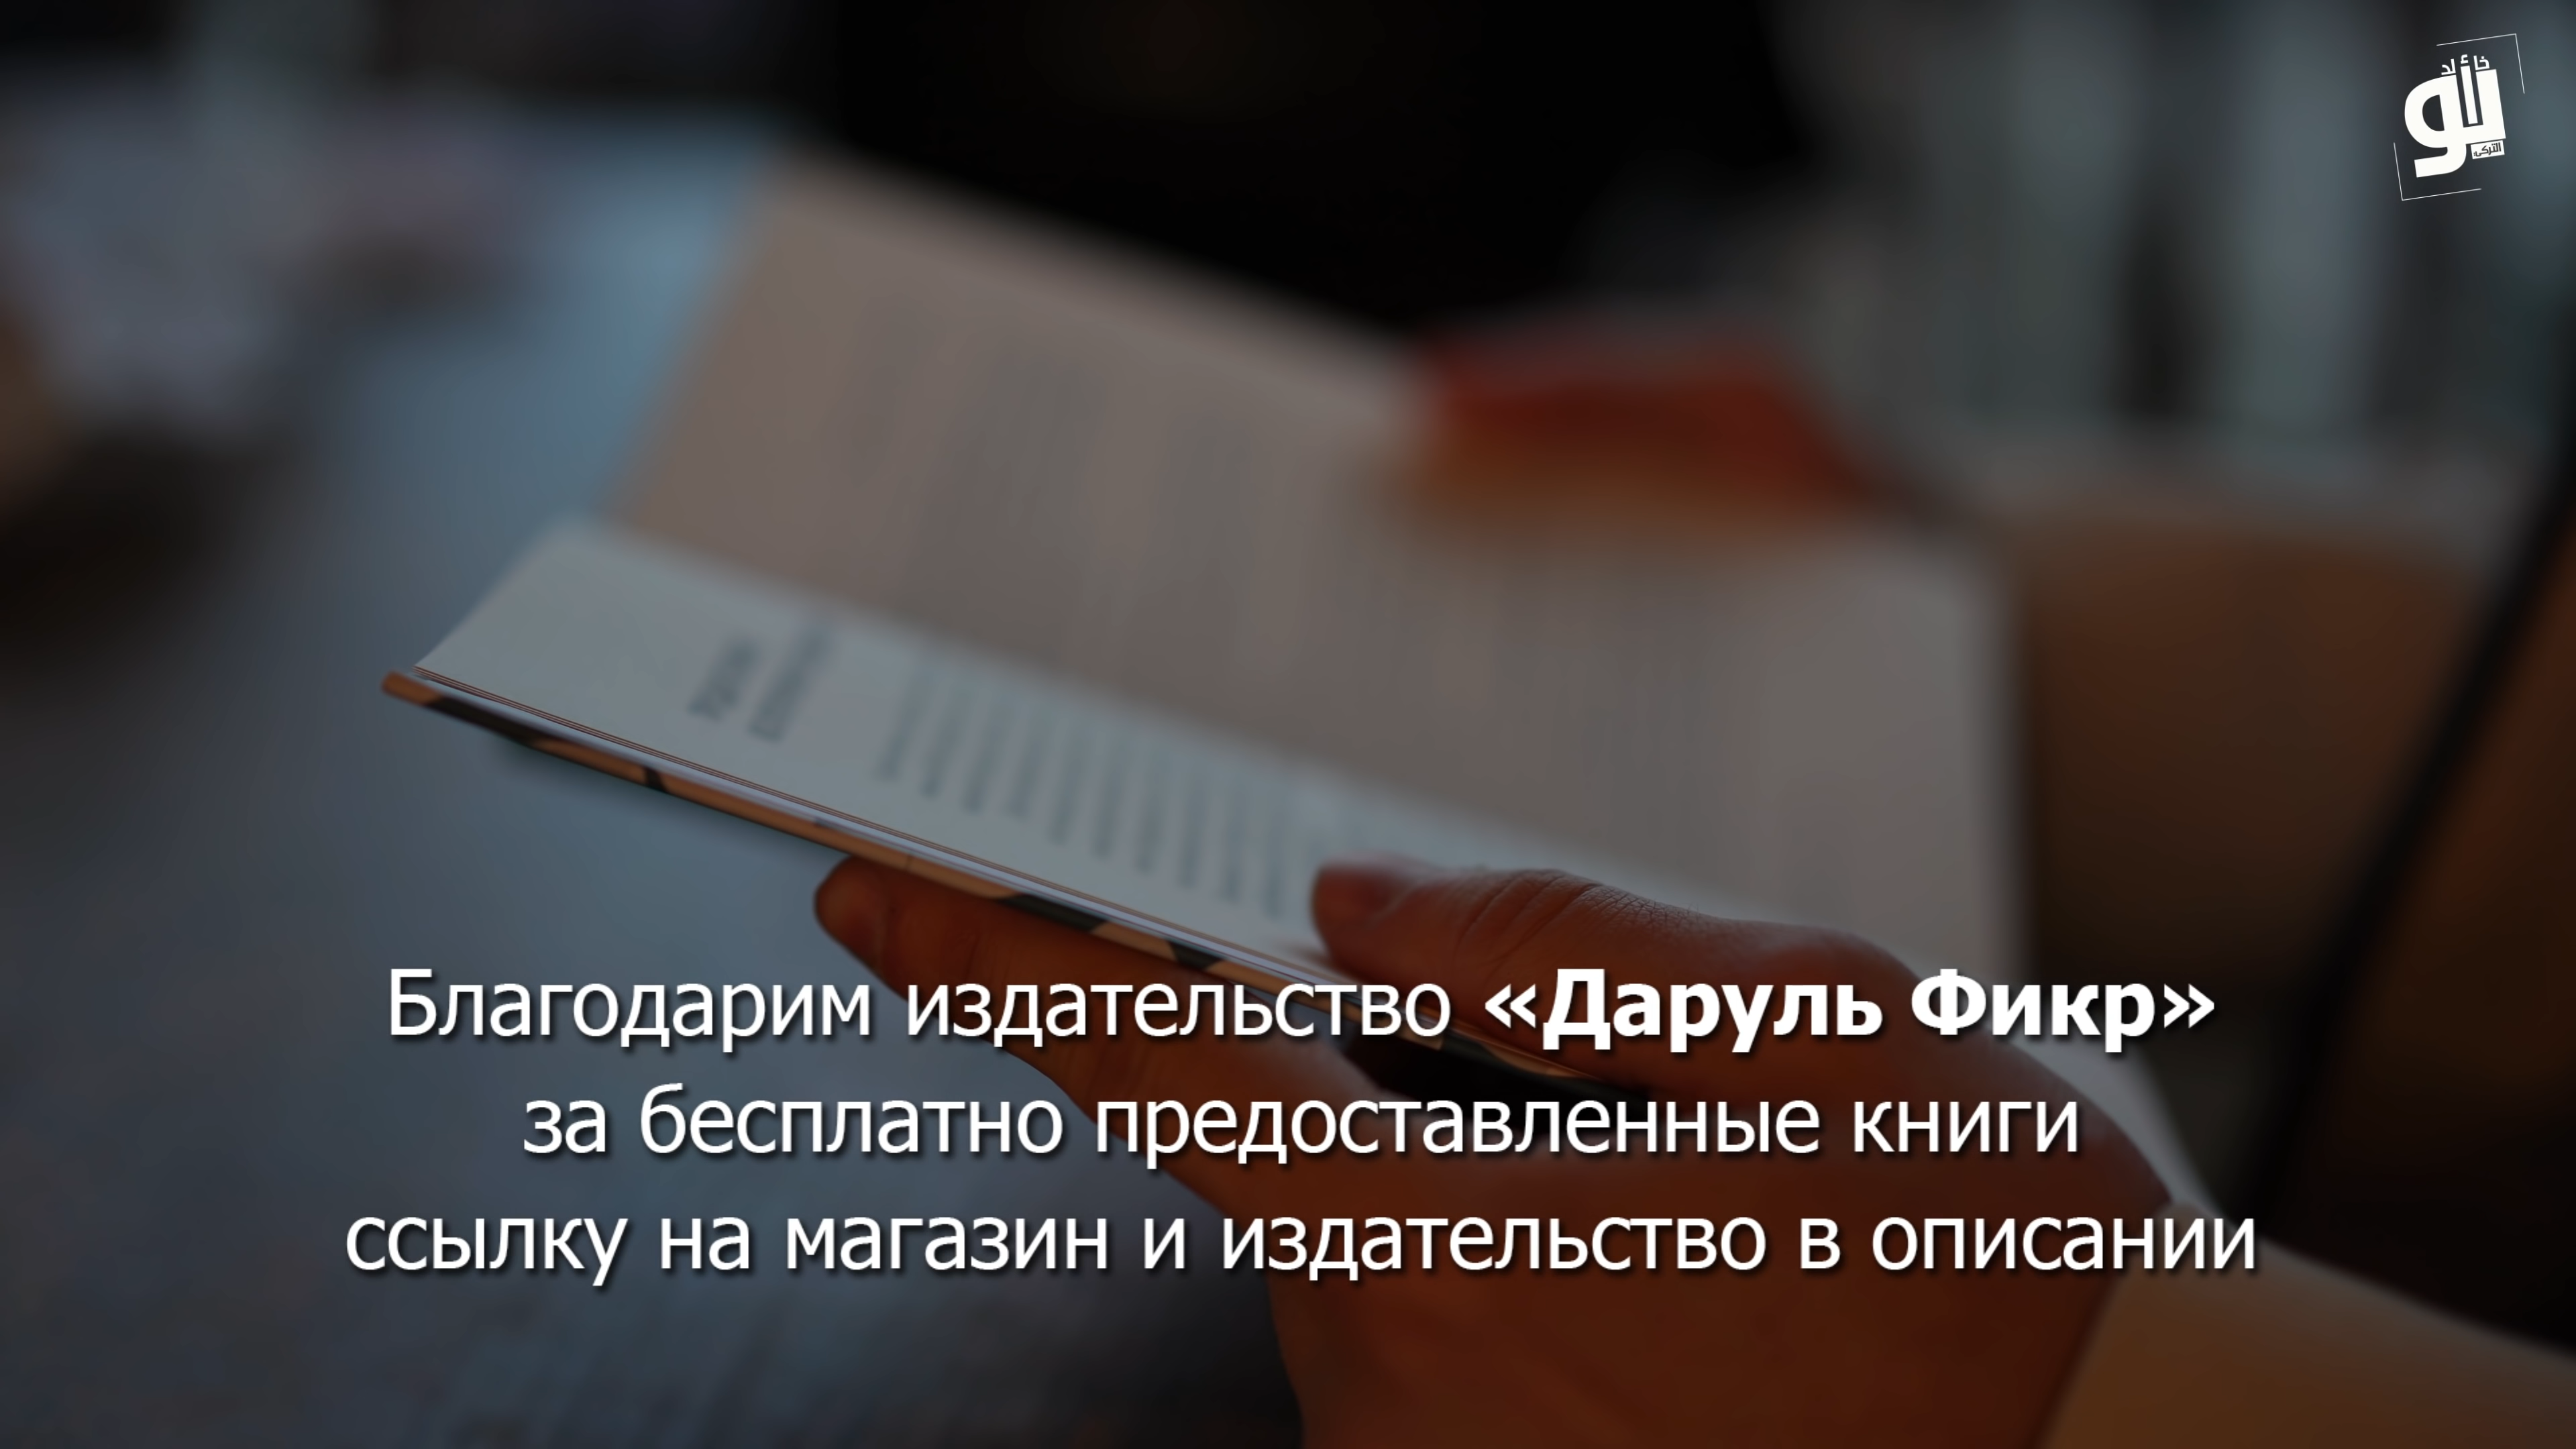 Благодарим издательство «Даруль Фикр»
за бесплатно предоставленные книги
ссылку на магазин и издательство в описании